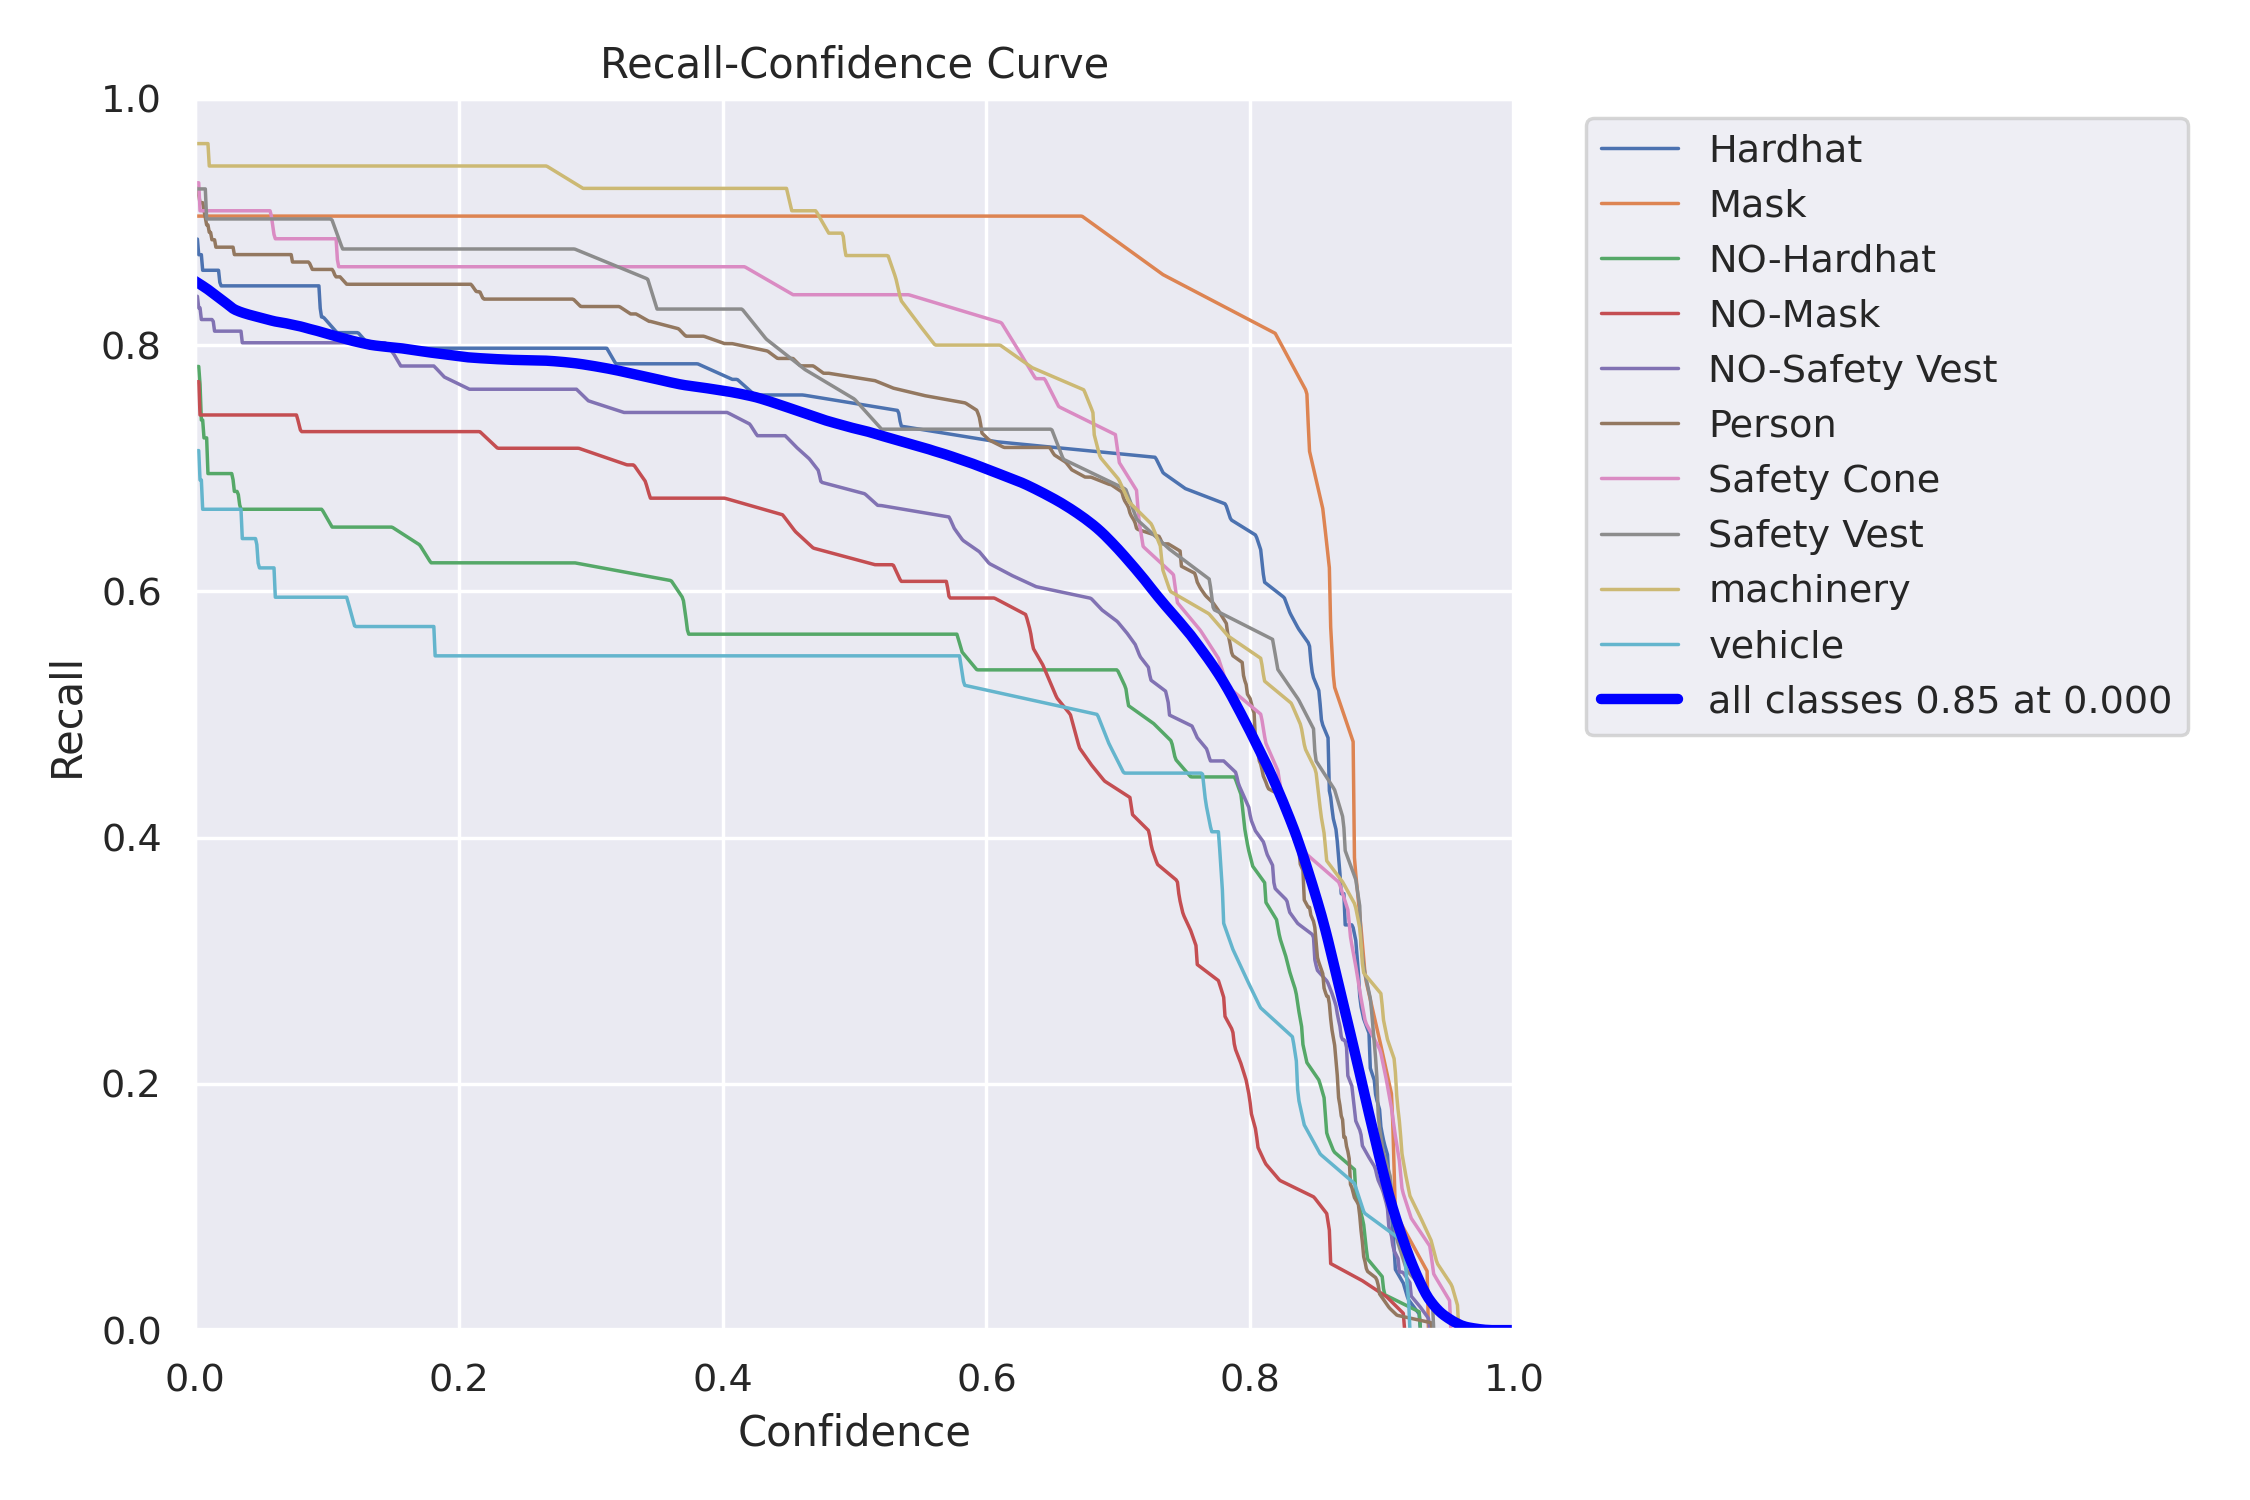 Recall-Confidence Curve
1.0
0.8
0.6
0.4
0.2
0.0
Recall
0.0 0.2 0.4 0.6 0.8 1.0
Confidence
Hardhat
Mask
NO-Hardhat
NO-Mask
NO-Safety Vest
Person
Safety Cone
Safety Vest
machinery
vehicle
all classes 0.85 at 0.000